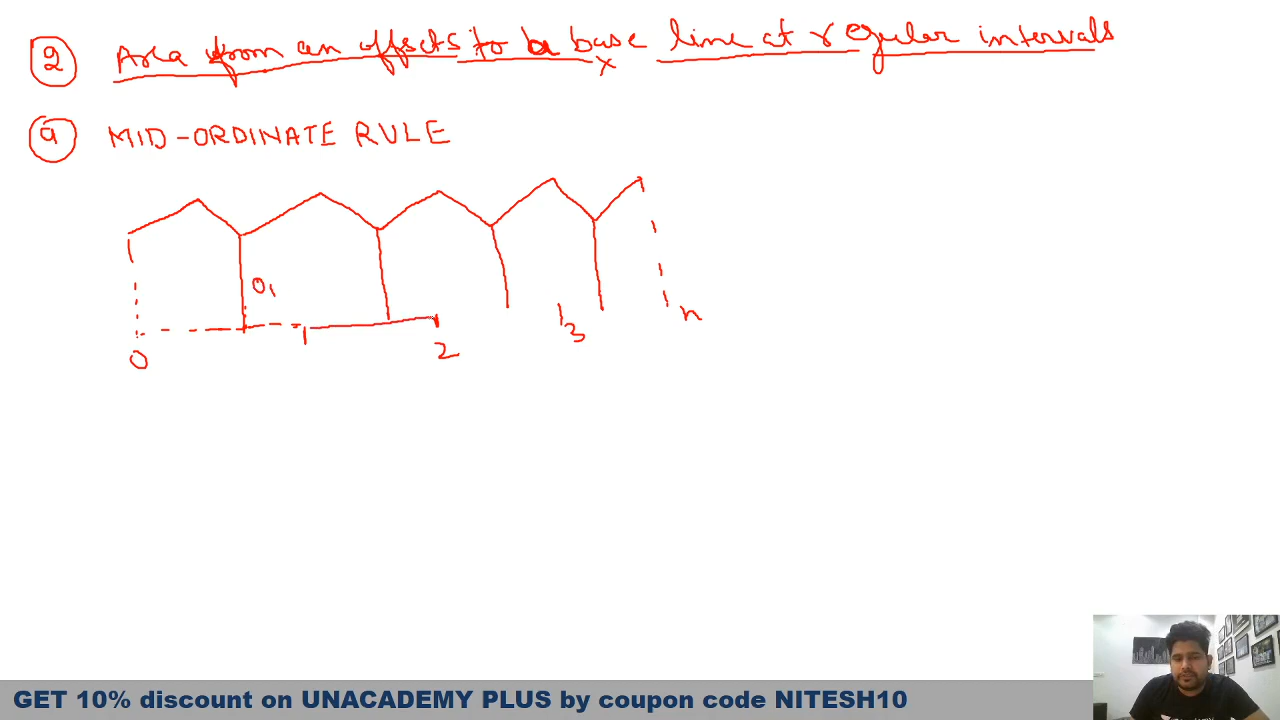 2 Area from an offsets to a base line at regular intervals
x
a MID-ORDINATE RULE
O1
0 1 2 3 n
GET 10% discount on UNACADEMY PLUS by coupon code NITESH10